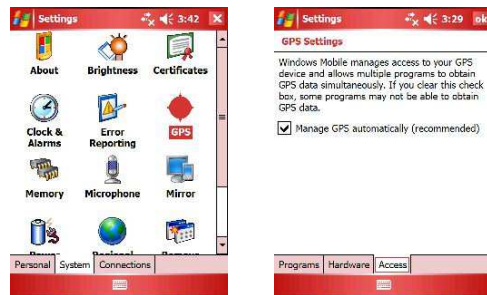 Settings 3:42
About Brightness Certificates
Clock & Error GPS
Alarms Reporting
Memory Microphone Mirror
Personal System Connections
Settings 3:29 ok
GPS Settings
Windows Mobile manages access to your GPS
device and allows multiple programs to obtain
GPS data simultaneously. If you clear this check
box, some programs may not be able to obtain
GPS data.
Manage GPS automatically (recommended)
Programs Hardware Access